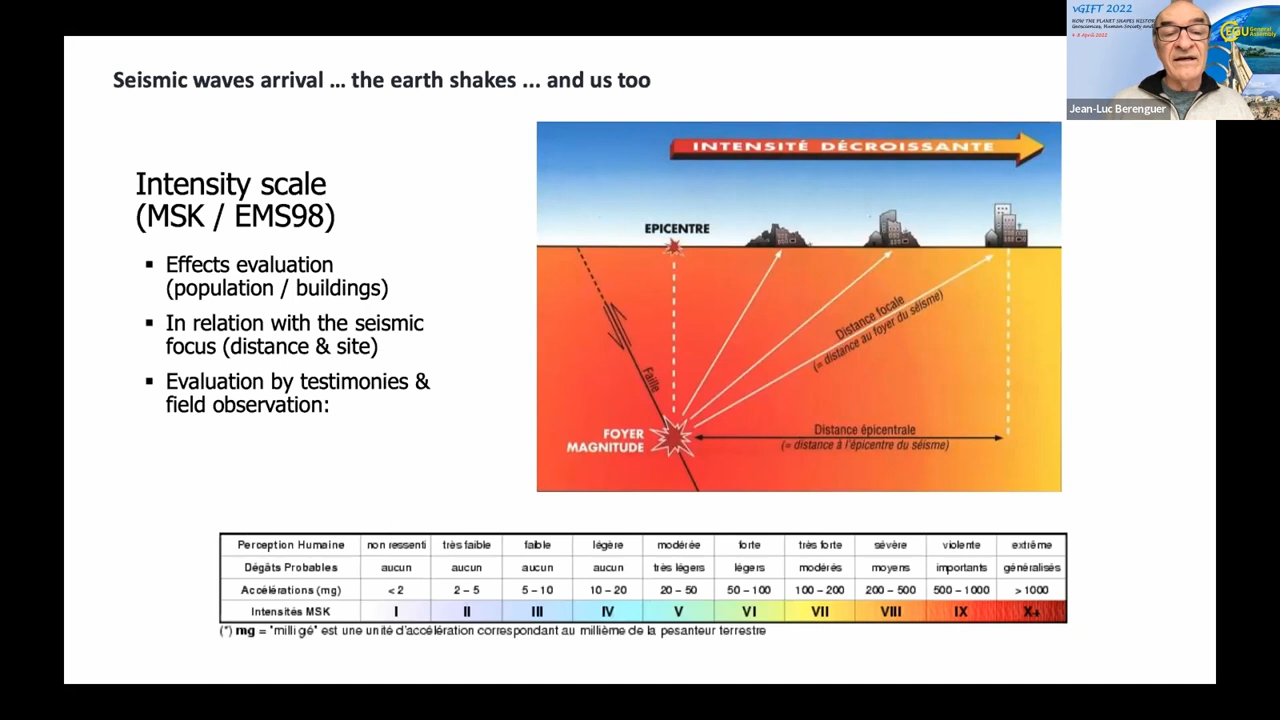 vGIFT 2022
HOW THE PLANET SHAPES HISTOR
Geosciences, Human Society and
4-8 April 2022
EGU General
Assembly
Jean-Luc Berenguer
Seismic waves arrival ... the earth shakes ... and us too
Intensity scale
(MSK / EMS98)
▪ Effects evaluation
(population / buildings)
▪ In relation with the seismic
focus (distance & site)
▪ Evaluation by testimonies &
field observation:
INTENSITÉ DÉCROISSANTE
EPICENTRE
Distance focale
(= distance au foyer du séisme)
Faille
FOYER
MAGNITUDE
Distance épicentrale
(= distance à l'épicentre du séisme)
Perception Humaine non ressenti très faible faible légère modérée forte très forte sévère violente extrême
Dégâts Probables aucun aucun aucun aucun très légers légers modérés moyens importants généralisés
Accélérations (mg) < 2 2 – 5 5 – 10 10 – 20 20 – 50 50 – 100 100 – 200 200 – 500 500 – 1000 > 1000
Intensités MSK I II III IV V VI VII VIII IX X+
(*) mg = "milli gé" est une unité d'accélération correspondant au millième de la pesanteur terrestre